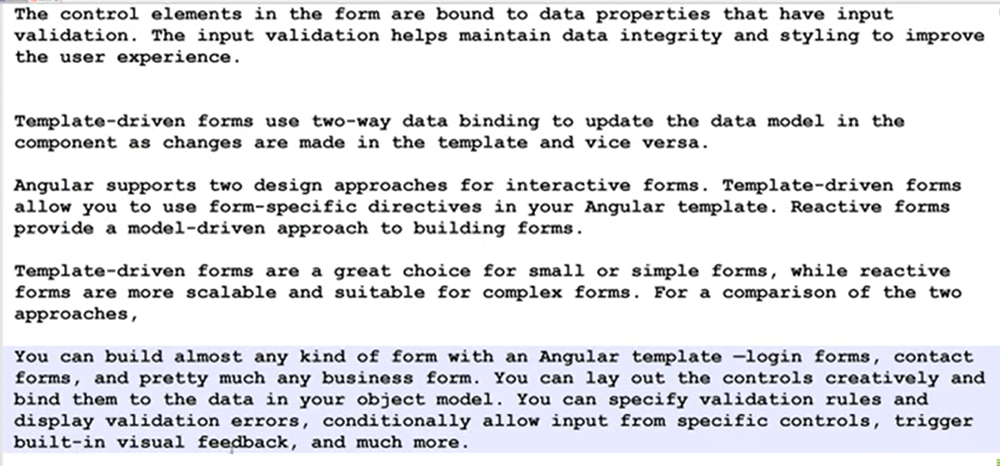 The control elements in the form are bound to data properties that have input
validation. The input validation helps maintain data integrity and styling to improve
the user experience.
Template-driven forms use two-way data binding to update the data model in the
component as changes are made in the template and vice versa.
Angular supports two design approaches for interactive forms. Template-driven forms
allow you to use form-specific directives in your Angular template. Reactive forms
provide a model-driven approach to building forms.
Template-driven forms are a great choice for small or simple forms, while reactive
forms are more scalable and suitable for complex forms. For a comparison of the two
approaches,
You can build almost any kind of form with an Angular template —login forms, contact
forms, and pretty much any business form. You can lay out the controls creatively and
bind them to the data in your object model. You can specify validation rules and
display validation errors, conditionally allow input from specific controls, trigger
built-in visual feedback, and much more.